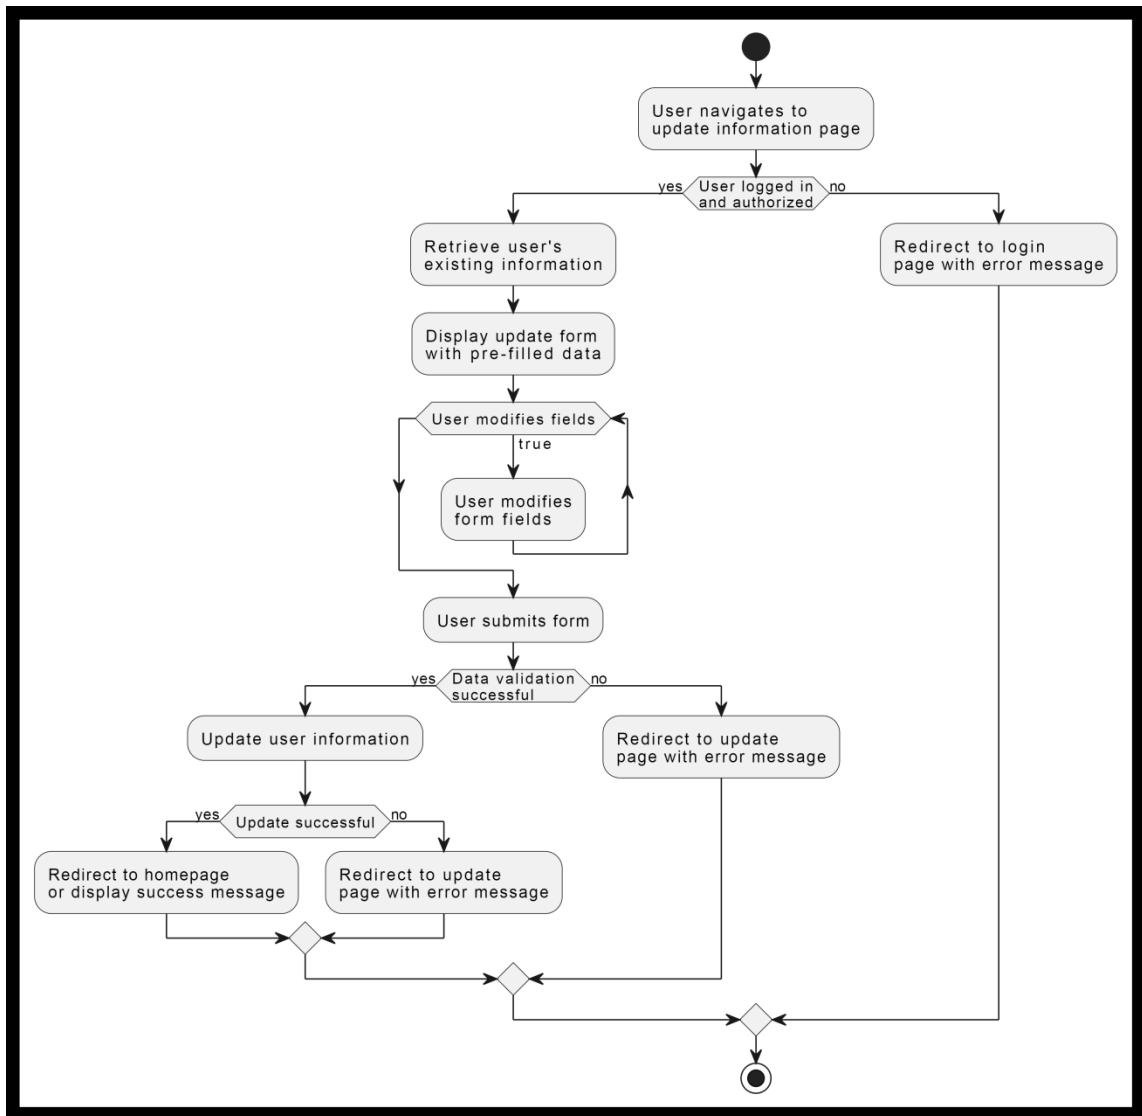 User navigates to
update information page
yes
User logged in
and authorized
no
Retrieve user's
existing information
Redirect to login
page with error message
Display update form
with pre-filled data
User modifies fields
true
User modifies
form fields
User submits form
yes
Data validation
successful
no
Update user information
Redirect to update
page with error message
yes
Update successful
no
Redirect to homepage
or display success message
Redirect to update
page with error message